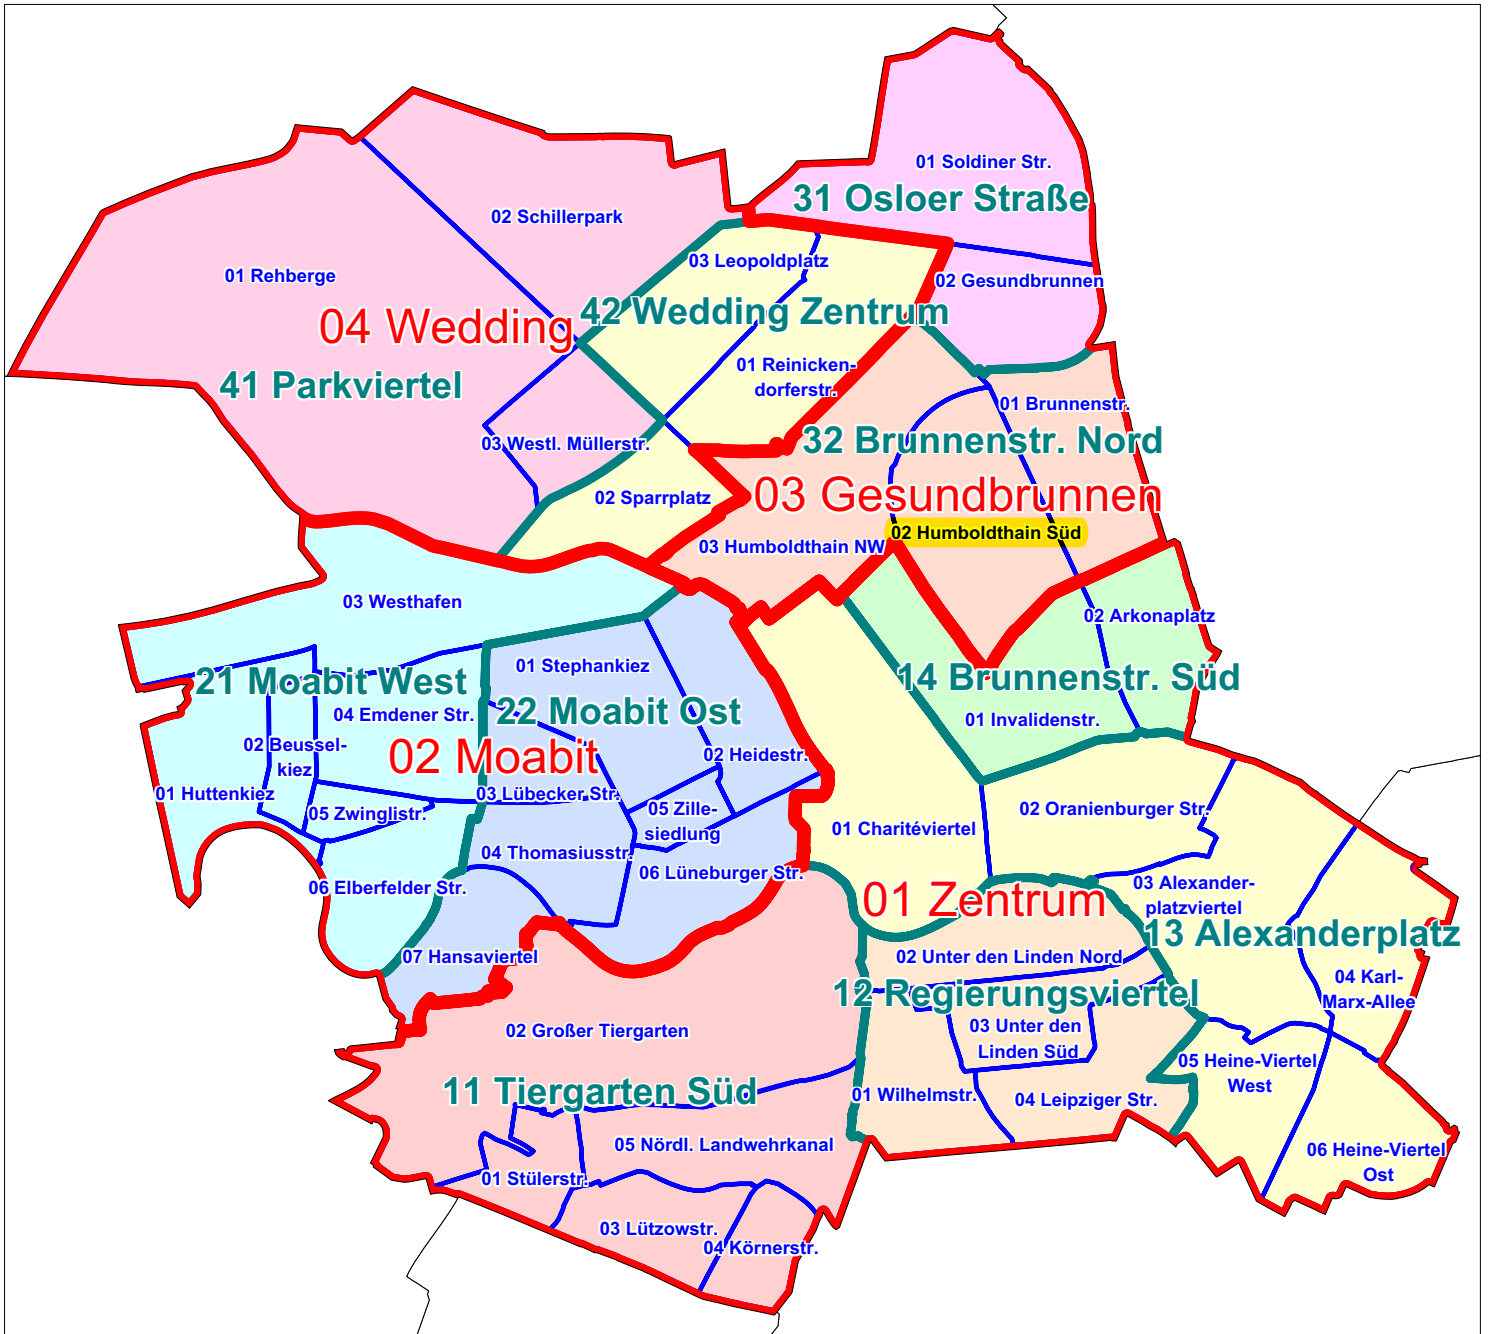 01 Soldiner Str.
31 Osloer Straße
02 Schillerpark
03 Leopoldplatz
01 Rehberge
02 Gesundbrunnen
42 Wedding Zentrum
04 Wedding
01 Reinicken-
dorferstr.
41 Parkviertel
01 Brunnenstr.
32 Brunnenstr. Nord
03 Westl. Müllerstr.
02 Sparrplatz
03 Gesundbrunnen
02 Humboldthain Süd
03 Humboldthain NW
03 Westhafen
02 Arkonaplatz
01 Stephankiez
21 Moabit West
14 Brunnenstr. Süd
22 Moabit Ost
04 Emdener Str.
01 Invalidenstr.
02 Beussel-
kiez
02 Moabit
02 Heidestr.
01 Huttenkiez
03 Lübecker Str.
05 Zwinglistr.
05 Zille-
siedlung
02 Oranienburger Str.
01 Charitéviertel
04 Thomasiusstr.
06 Lüneburger Str.
06 Elberfelder Str.
03 Alexander-
platzviertel
01 Zentrum
13 Alexanderplatz
07 Hansaviertel
02 Unter den Linden Nord
04 Karl-
Marx-Allee
12 Regierungsviertel
02 Großer Tiergarten
03 Unter den
Linden Süd
05 Heine-Viertel
West
11 Tiergarten Süd
01 Wilhelmstr.
04 Leipziger Str.
05 Nördl. Landwehrkanal
06 Heine-Viertel
Ost
01 Stülerstr.
03 Lützowstr.
04 Körnerstr.